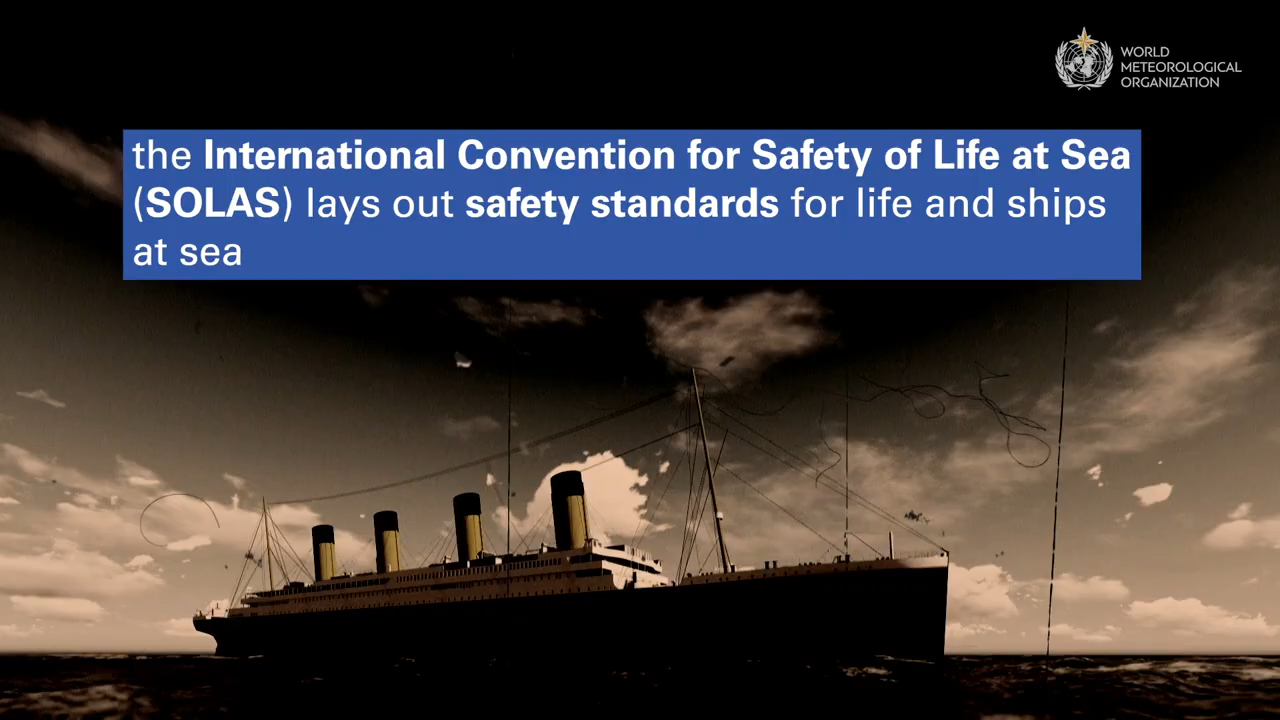 WORLD
METEOROLOGICAL
ORGANIZATION
the International Convention for Safety of Life at Sea
(SOLAS) lays out safety standards for life and ships
at sea